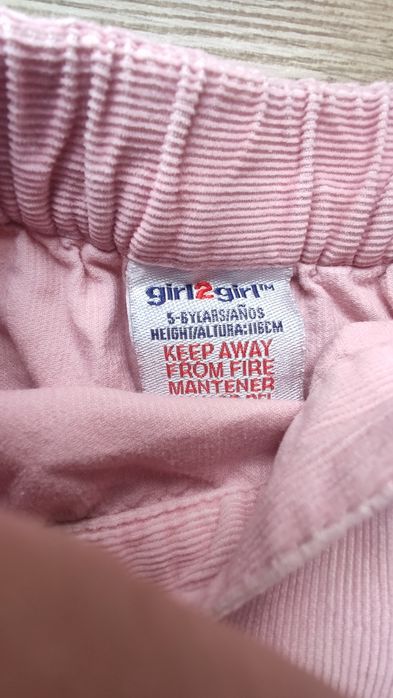 girl2girl™
5-6YEARS/AÑOS
HEIGHT/ALTURA:116CM
KEEP AWAY
FROM FIRE
MANTENER